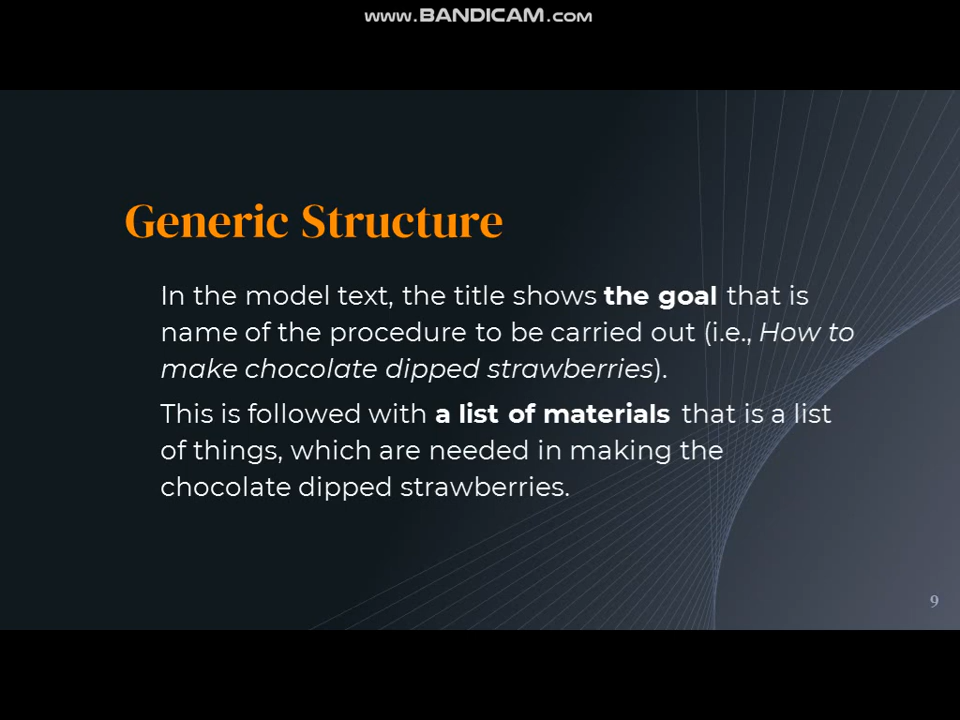 www.BANDICAM.com
Generic Structure
In the model text, the title shows the goal that is
name of the procedure to be carried out (i.e., How to
make chocolate dipped strawberries).
This is followed with a list of materials that is a list
of things, which are needed in making the
chocolate dipped strawberries.
9